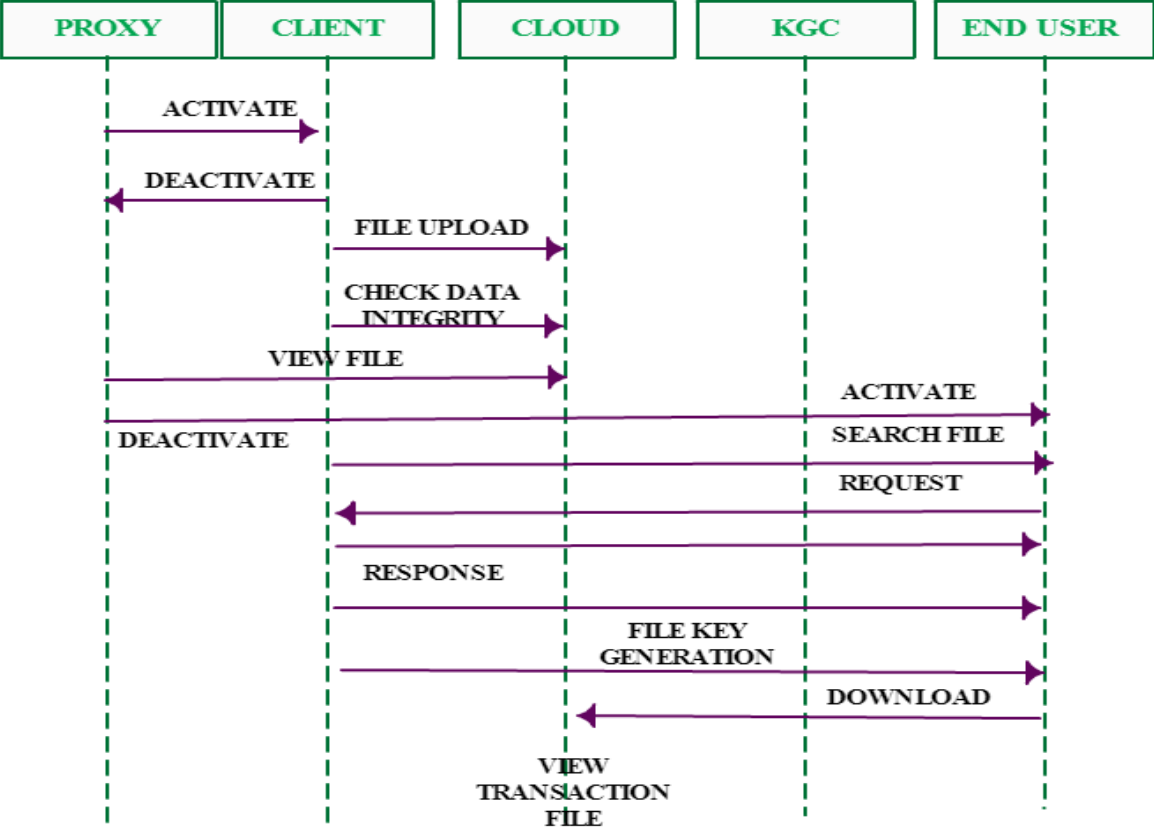 PROXY
CLIENT
CLOUD
KGC
END USER
ACTIVATE
DEACTIVATE
FILE UPLOAD
CHECK DATA
INTEGRITY
VIEW FILE
ACTIVATE
DEACTIVATE
SEARCH FILE
REQUEST
RESPONSE
FILE KEY
GENERATION
DOWNLOAD
VIEW
TRANSACTION
FILE